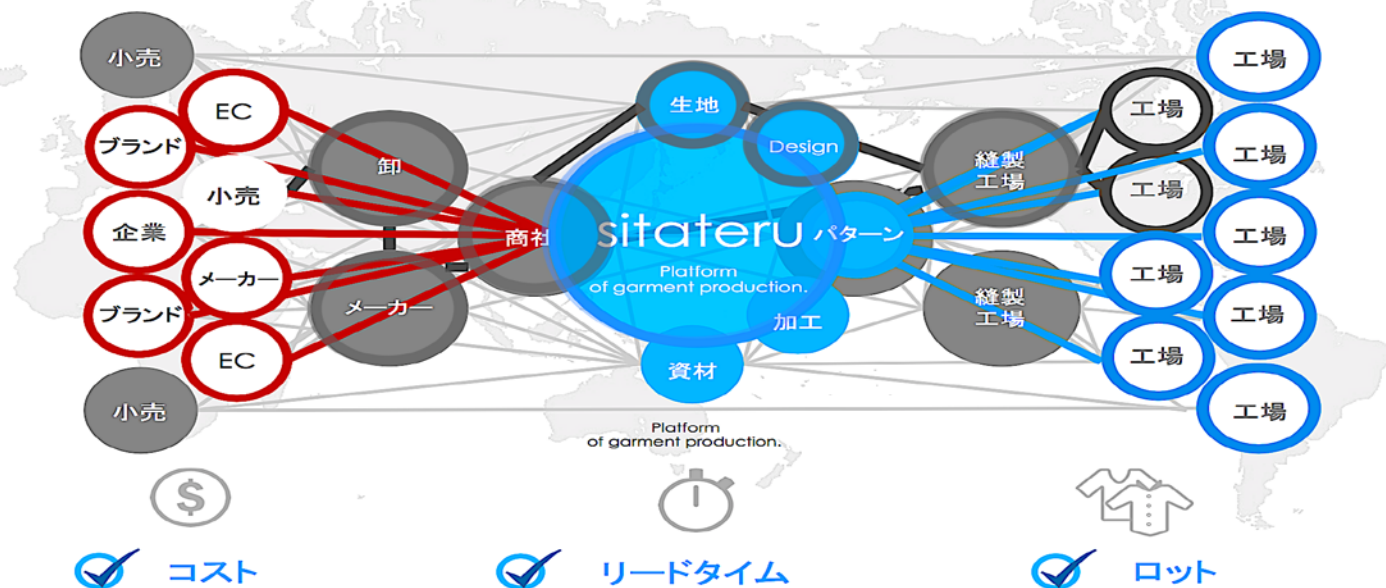 小売
EC
ブランド
小売
企業
メーカー
ブランド
EC
小売
卸
メーカー
商社
生地
Design
sitateru
Platform
of garment production.
パターン
加工
資材
Platform
of garment production.
縫製
工場
縫製
工場
工場
工場
工場
工場
工場
工場
工場
工場
工場
$
コスト
リードタイム
ロット